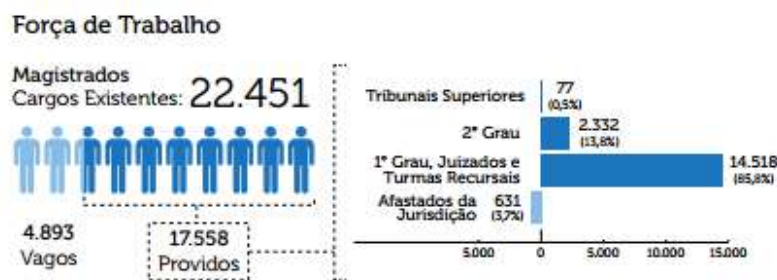 Força de Trabalho
Magistrados
Cargos Existentes: 22.451
4.893
Vagos
17.558
Providos
Tribunais Superiores 77
(0,5%)
2º Grau 2.332
(13,8%)
1º Grau, Juizados e
Turmas Recursais
14.518
(85,8%)
Afastados da
Jurisdição
631
(3,7%)
5.000 0 5.000 10.000 15.000